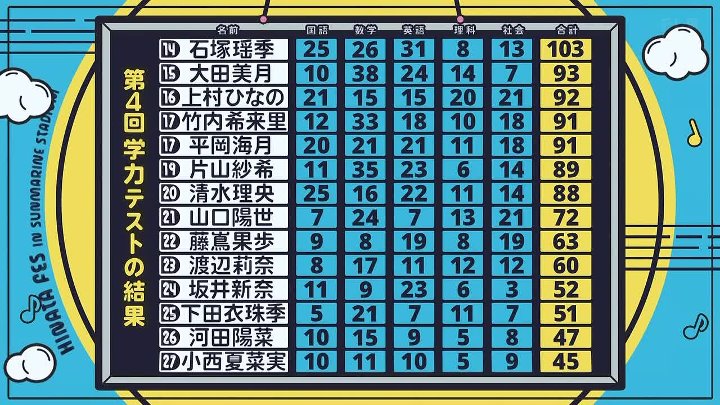 名前 国語 数学 英語 理科 社会 合計
14 石塚瑶季 25 26 31 8 13 103
15 大田美月 10 38 24 14 7 93
16 上村ひなの 21 15 15 20 21 92
17 竹内希来里 12 33 18 10 18 91
17 平岡海月 20 21 21 11 18 91
19 片山紗希 11 35 23 6 14 89
20 清水理央 25 16 22 11 14 88
21 山口陽世 7 24 7 13 21 72
22 藤嶌果歩 9 8 19 8 19 63
23 渡辺莉奈 8 17 11 12 12 60
24 坂井新奈 11 9 23 6 3 52
25 下田衣珠季 5 21 7 11 7 51
26 河田陽菜 10 15 9 5 8 47
27 小西夏菜実 10 11 10 5 9 45
第4回 学力テストの結果
HINATA FES IN SUNMARINE STADIUM